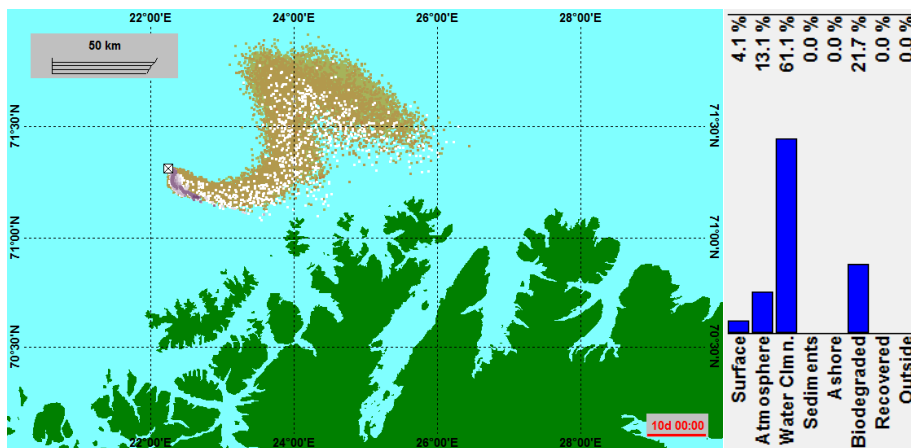 22°00'E
24°00'E
26°00'E
28°00'E
50 km
71°30'N
71°30'N
71°00'N
71°00'N
70°30'N
70°30'N
22°00'E
24°00'E
26°00'E
28°00'E
10d 00:00
4.1 %
13.1 %
61.1 %
0.0 %
0.0 %
21.7 %
0.0 %
0.0 %
Surface
Atmosphere
Water Clmn.
Sediments
Ashore
Biodegraded
Recovered
Outside